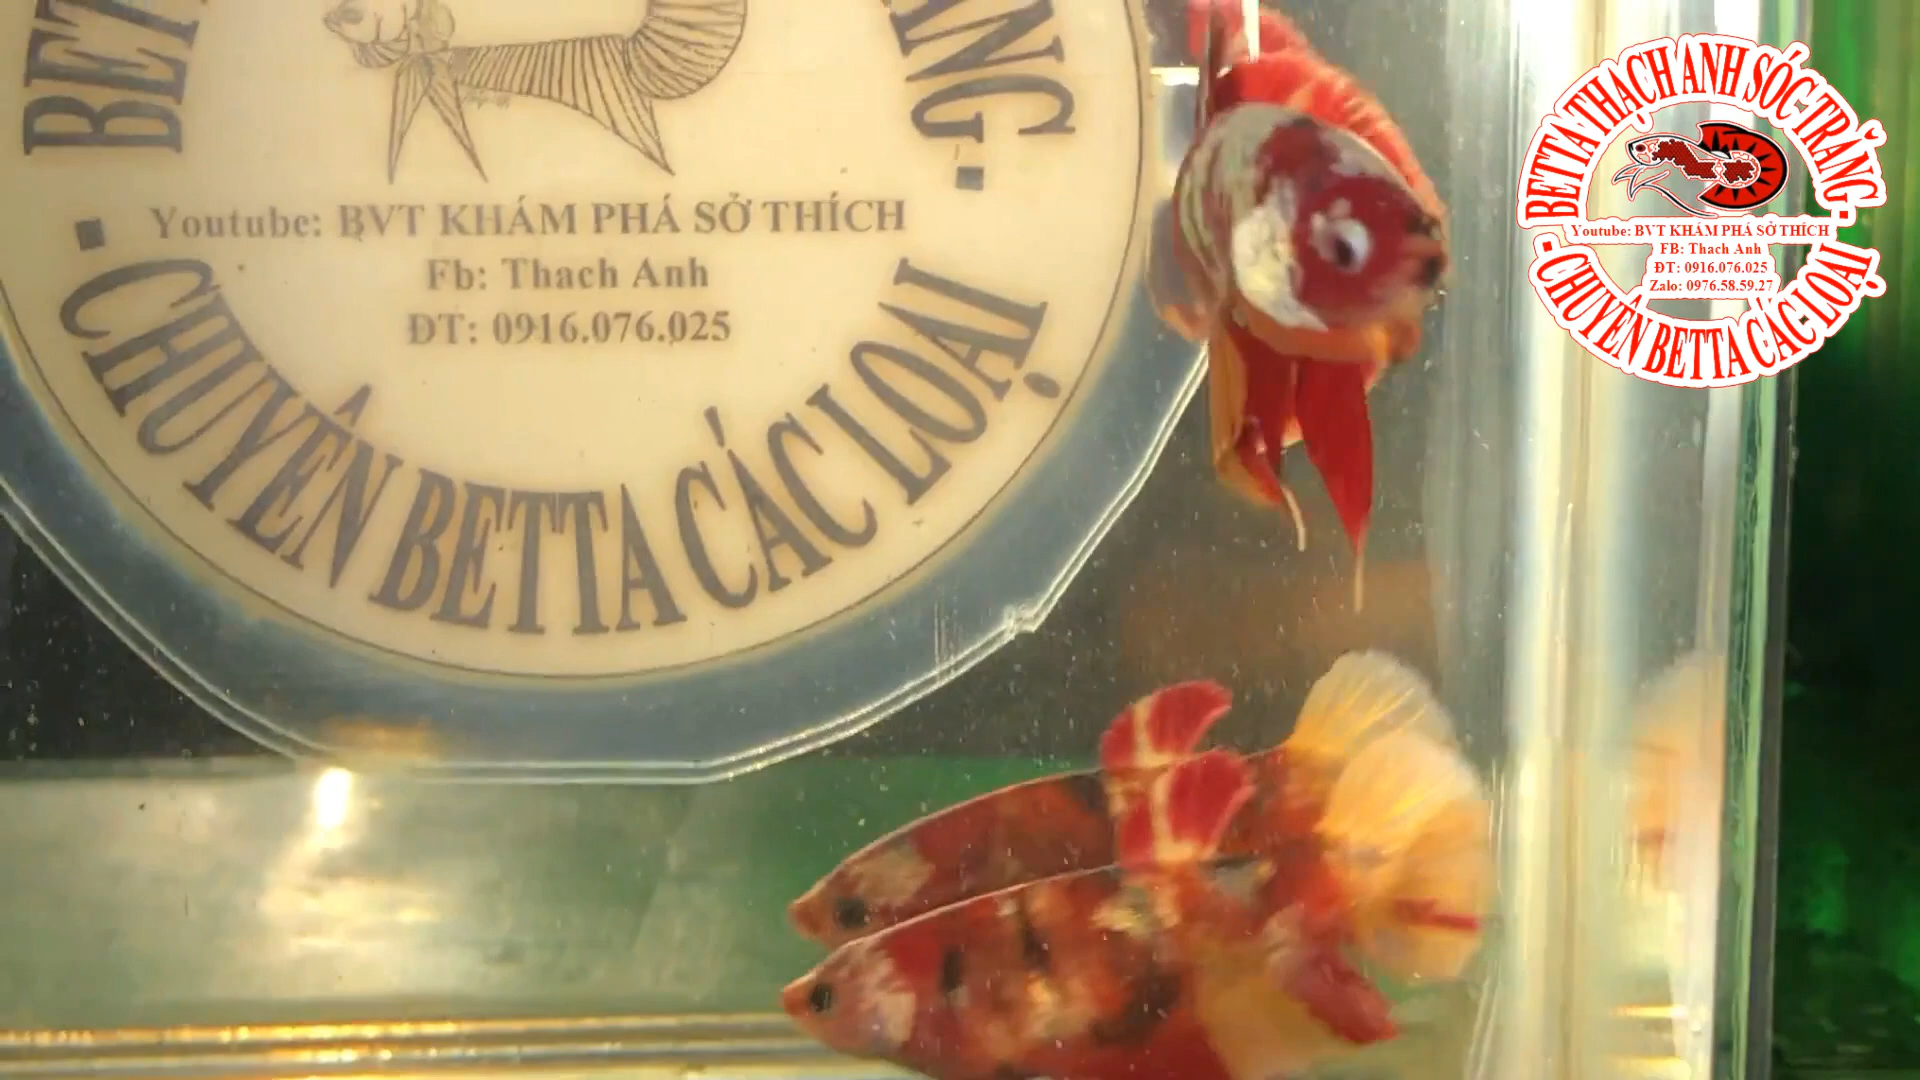 CHUYÊN BETTA CÁC LOẠI
Youtube: BVT KHÁM PHÁ SỞ THÍCH
Fb: Thach Anh
ĐT: 0916.076.025
BETTA THẠCH ANH SÓC TRĂNG
Youtube: BVT KHÁM PHÁ SỞ THÍCH
FB: Thach Anh
ĐT: 0916.076.025
Zalo: 0976.58.59.27
CHUYÊN BETTA CÁC LOẠI